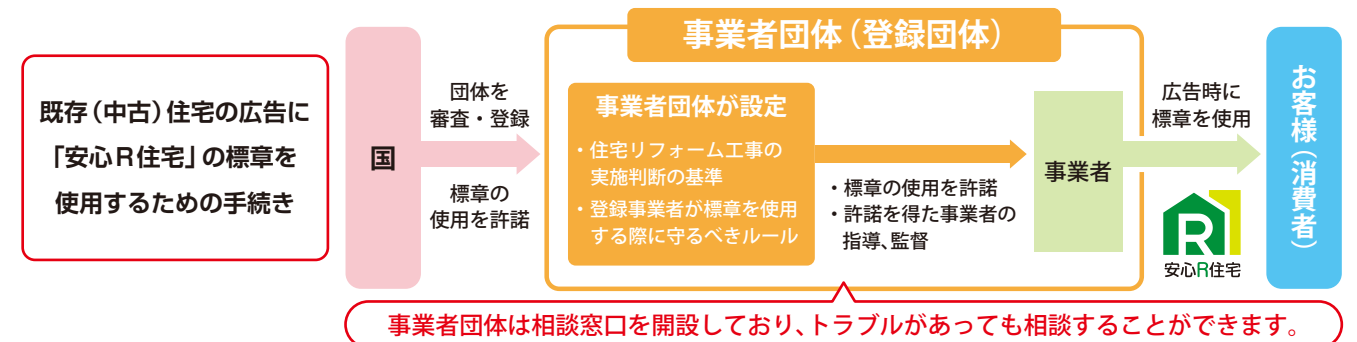 既存(中古)住宅の広告に
「安心R住宅」の標章を
使用するための手続き
国
団体を
審査・登録
標章の
使用を許諾
事業者団体(登録団体)
事業者団体が設定
・住宅リフォーム工事の
実施判断の基準
・登録事業者が標章を使用
する際に守るべきルール
・標章の使用を許諾
・許諾を得た事業者の
指導、監督
事業者
広告時に
標章を使用
R
安心R住宅
お客様(消費者)
事業者団体は相談窓口を開設しており、トラブルがあっても相談することができます。